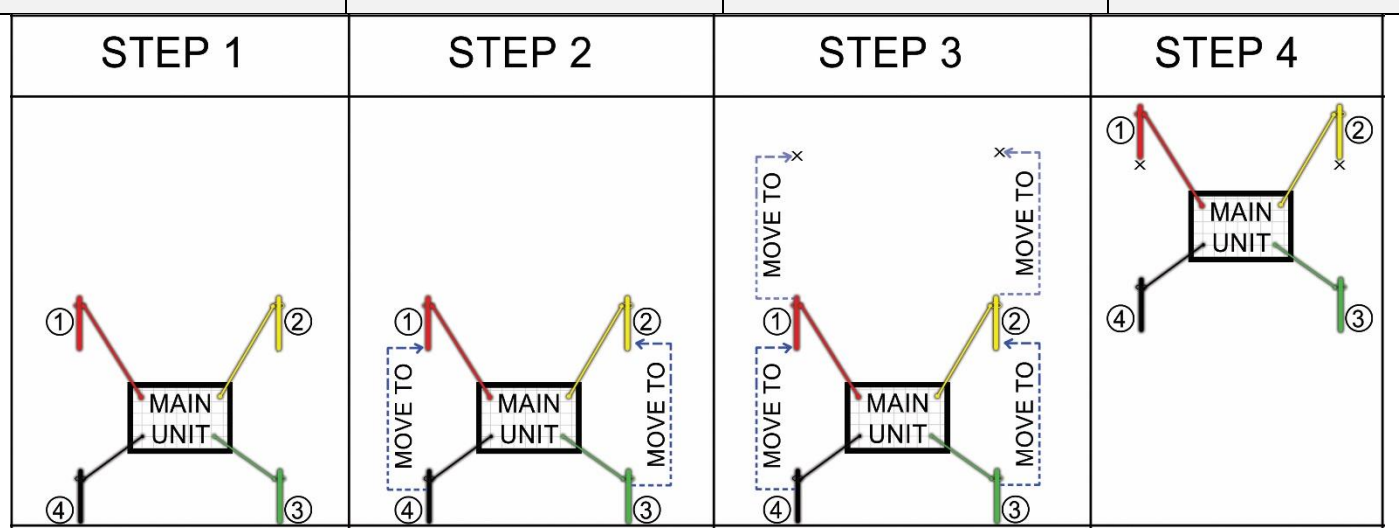 STEP 1
STEP 2
STEP 3
STEP 4
①
②
MAIN
UNIT
④
③
①
②
MOVE TO
MOVE TO
MAIN
UNIT
④
③
×
×
MOVE TO
MOVE TO
①
②
MOVE TO
MOVE TO
MAIN
UNIT
③
①
②
×
×
MAIN
UNIT
④
③